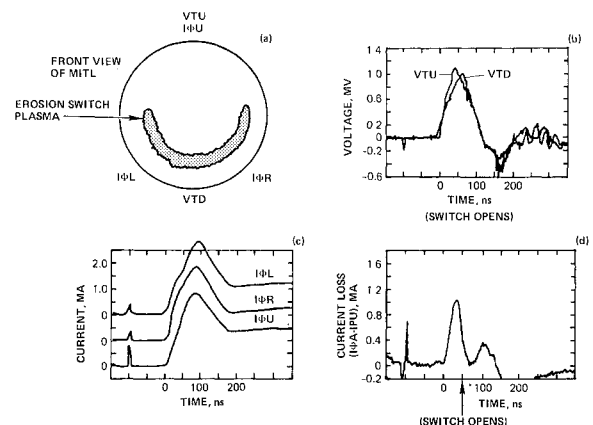 VTU
IΦU
(a)
FRONT VIEW
OF MITL
EROSION SWITCH
PLASMA
IΦL
IΦR
VTD
(b)
VOLTAGE, MV
1.4
1.0
0.6
0.2
-0.2
-0.6
VTU
VTD
0 100 200
TIME, ns
(SWITCH OPENS)
(c)
CURRENT, MA
2.0
1.0
0
0
0
IΦL
IΦR
IΦU
0 100 200
TIME, ns
(d)
CURRENT LOSS
(IΦA-IPU), MA
1.6
1.2
0.8
0.4
0
-0.2
0 100 200
TIME, ns
(SWITCH OPENS)